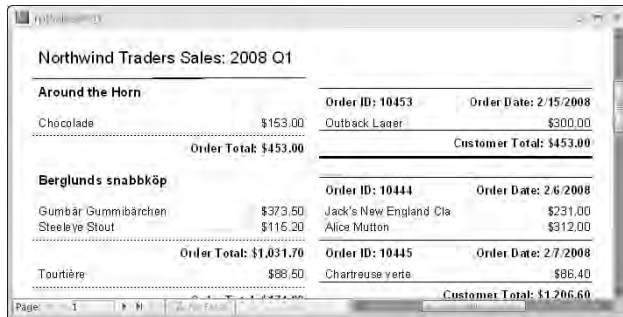 Northwind Traders Sales: 2008 Q1
Around the Horn
Order ID: 10453 Order Date: 2/15/2008
Chocolade $153.00 Outback Lager $300.00
Order Total: $453.00 Customer Total: $453.00
Berglunds snabbköp
Order ID: 10444 Order Date: 2/6/2008
Gumbär Gummibärchen $373.50 Jack's New England Cla $231.00
Steeleye Stout $115.20 Alice Mutton $312.00
Order Total: $1,031.70 Order ID: 10445 Order Date: 2/7/2008
Tourtière $88.50 Chartreuse verte $86.40
Customer Total: $1,206.60
Page: 1 No Filter